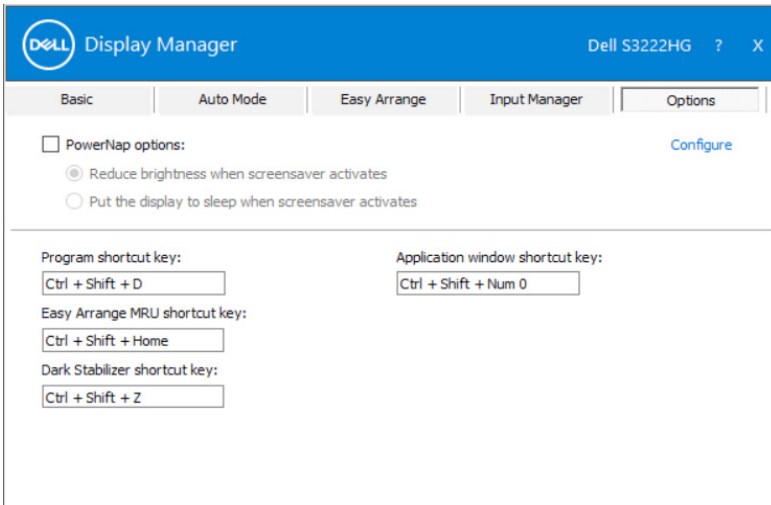 DELL Display Manager Dell S3222HG ? X
Basic Auto Mode Easy Arrange Input Manager Options
PowerNap options: Configure
Reduce brightness when screensaver activates
Put the display to sleep when screensaver activates
Program shortcut key: Application window shortcut key:
Ctrl + Shift + D Ctrl + Shift + Num 0
Easy Arrange MRU shortcut key:
Ctrl + Shift + Home
Dark Stabilizer shortcut key:
Ctrl + Shift + Z